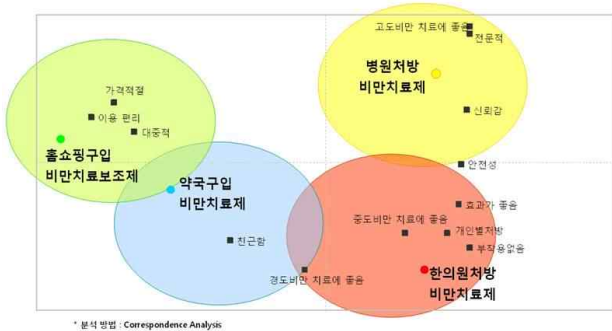 고도비만 치료에 좋음
전문적
병원처방
비만치료제
가격적절
이용 편리
대중적
신뢰감
홈쇼핑구입
비만치료보조제
안전성
약국구입
비만치료제
효과가 좋음
중도비만 치료에 좋음
개인별처방
친근함
부작용없음
경도비만 치료에 좋음
한의원처방
비만치료제
* 분석 방법 : Correspondence Analysis